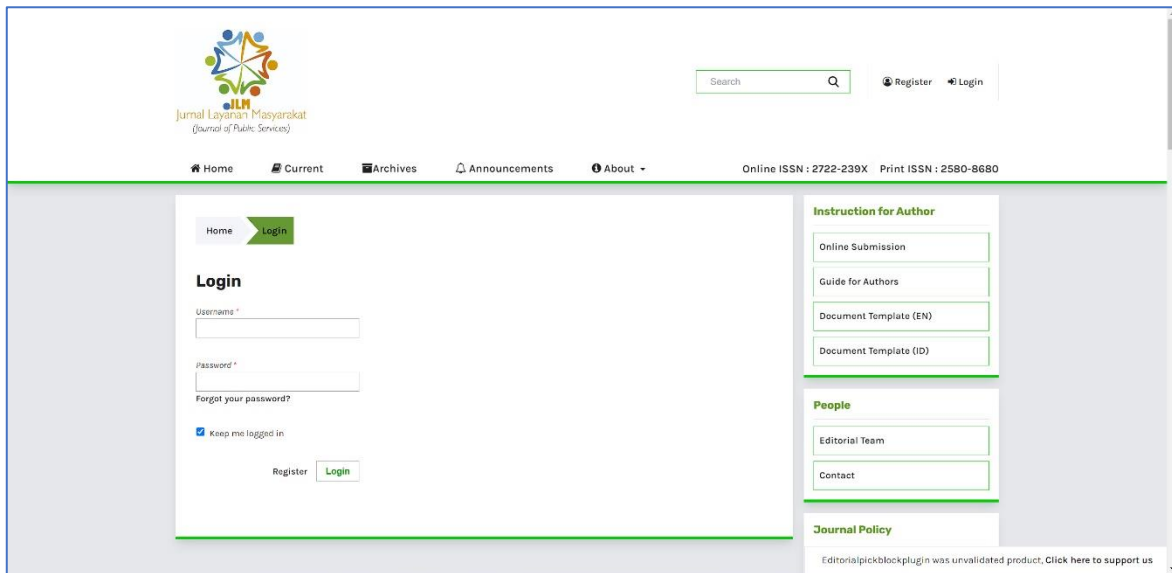 JLM
Jurnal Layanan Masyarakat
(Journal of Public Services)
Search
Register Login
Home Current Archives Announcements About Online ISSN : 2722-239X Print ISSN : 2580-8680
Home Login
Login
Username *
Password *
Forgot your password?
Keep me logged in
Register Login
Instruction for Author
Online Submission
Guide for Authors
Document Template (EN)
Document Template (ID)
People
Editorial Team
Contact
Journal Policy
Editorialpickblockplugin was unvalidated product, Click here to support us